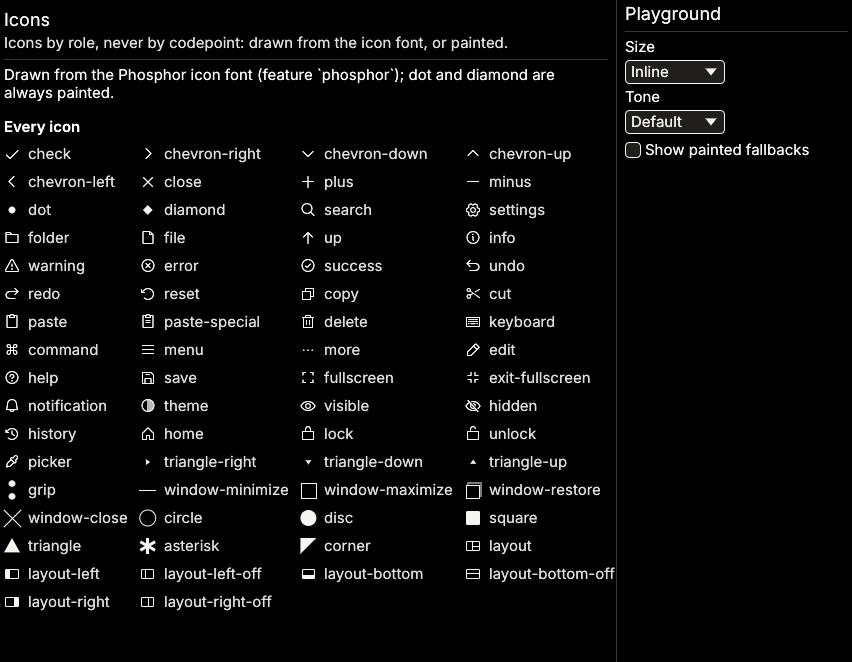 Icons
Icons by role, never by codepoint: drawn from the icon font, or painted.
Drawn from the Phosphor icon font (feature `phosphor`); dot and diamond are
always painted.
Every icon
check chevron-right chevron-down chevron-up
chevron-left close plus minus
dot diamond search settings
folder file up info
warning error success undo
redo reset copy cut
paste paste-special delete keyboard
command menu more edit
help save fullscreen exit-fullscreen
notification theme visible hidden
history home lock unlock
picker triangle-right triangle-down triangle-up
grip window-minimize window-maximize window-restore
window-close circle disc square
triangle asterisk corner layout
layout-left layout-left-off layout-bottom layout-bottom-off
layout-right layout-right-off
Playground
Size
Inline
Tone
Default
Show painted fallbacks